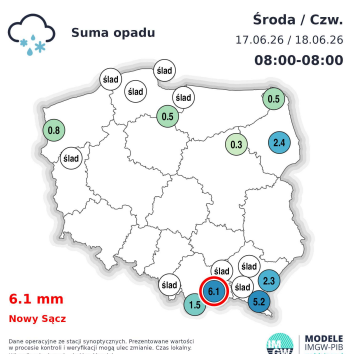 Suma opadu
Środa / Czw.
17.06.26 / 18.06.26
08:00-08:00
ślad
ślad
ślad
ślad
0.5
0.5
0.8
0.3
2.4
ślad
ślad
ślad
ślad
6.1
ślad
2.3
1.5
5.2
6.1 mm
Nowy Sącz
Dane operacyjne ze stacji synoptycznych. Prezentowane wartości
w procesie kontroli i weryfikacji mogą ulec zmianie. Czas lokalny.
IM
GW
MODELE
IMGW-PIB